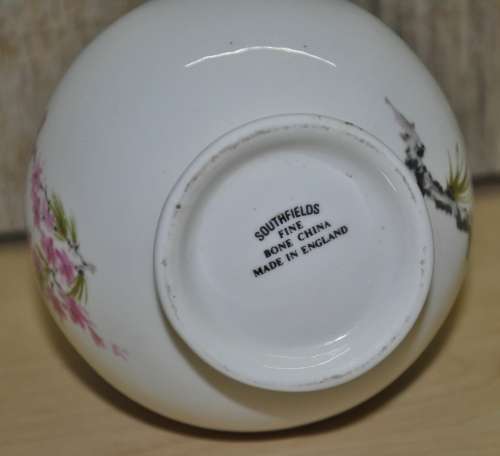 SOUTHFIELDS
FINE
BONE CHINA
MADE IN ENGLAND